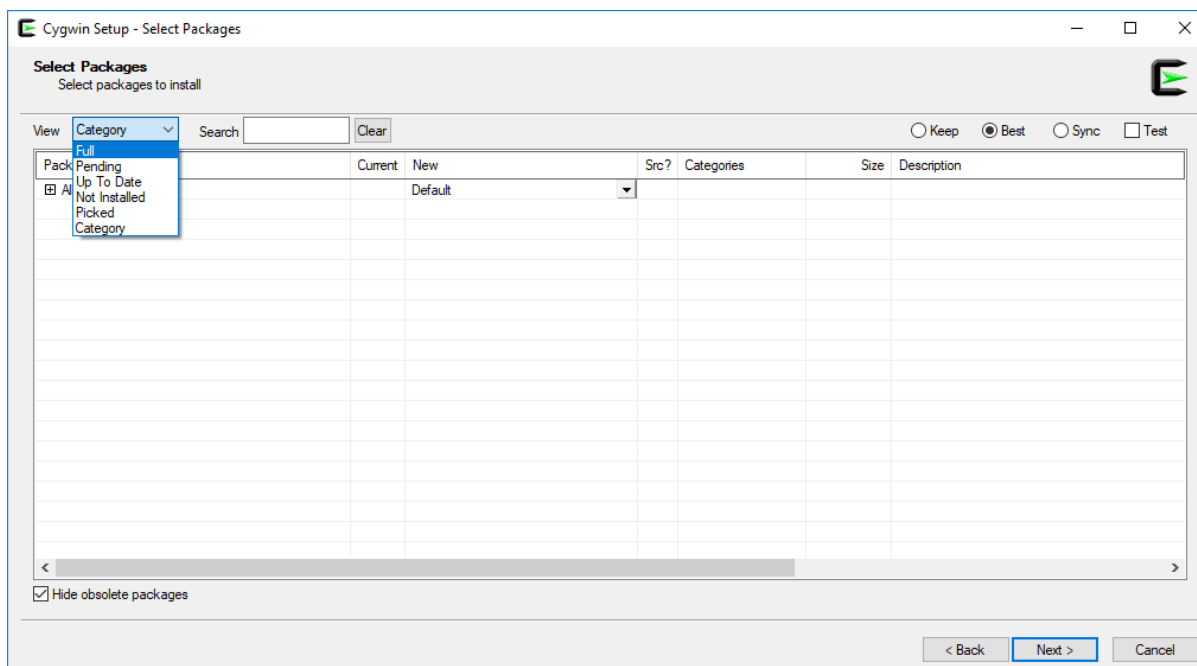 Cygwin Setup - Select Packages
Select Packages
Select packages to install
View Category Search Clear Keep Best Sync Test
Full
Pending
Up To Date
Not Installed
Picked
Category
Current New Src? Categories Size Description
Default
Hide obsolete packages
< Back Next > Cancel